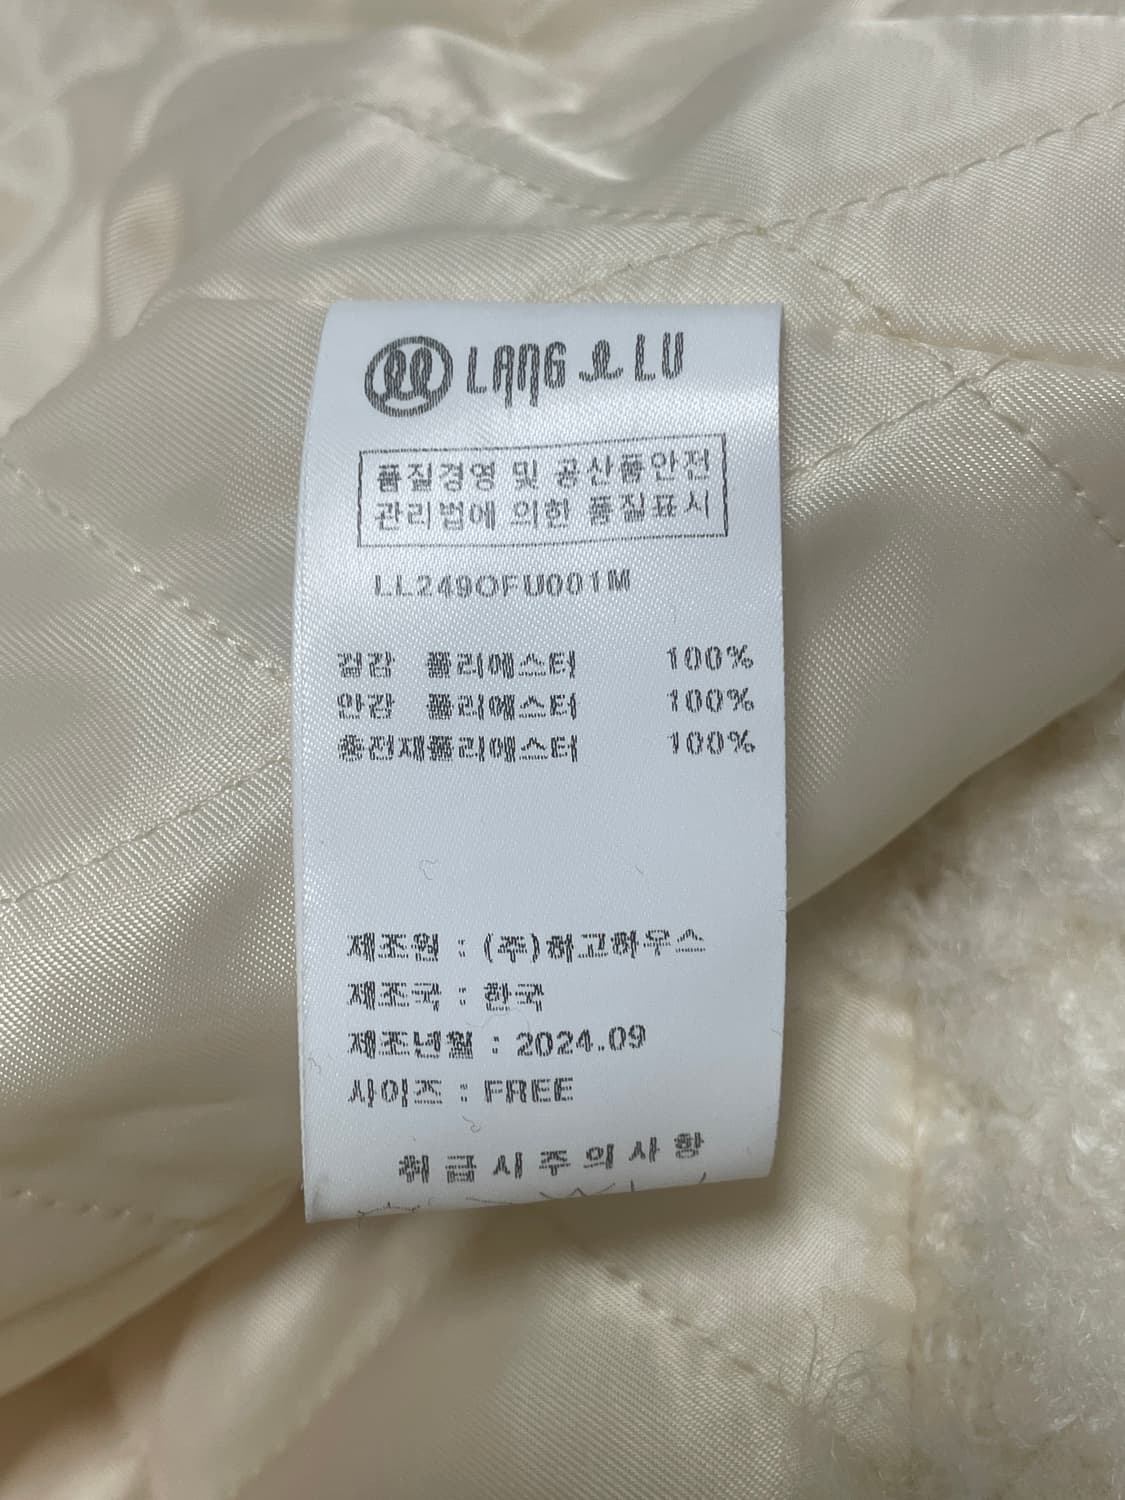 LANG & LU
품질경영 및 공산품안전
관리법에 의한 품질표시
LL249OFU001M
겉감 폴리에스터 100%
안감 폴리에스터 100%
충전재폴리에스터 100%
제조원 : (주)하고하우스
제조국 : 한국
제조년월 : 2024.09
사이즈 : FREE
취급시주의사항